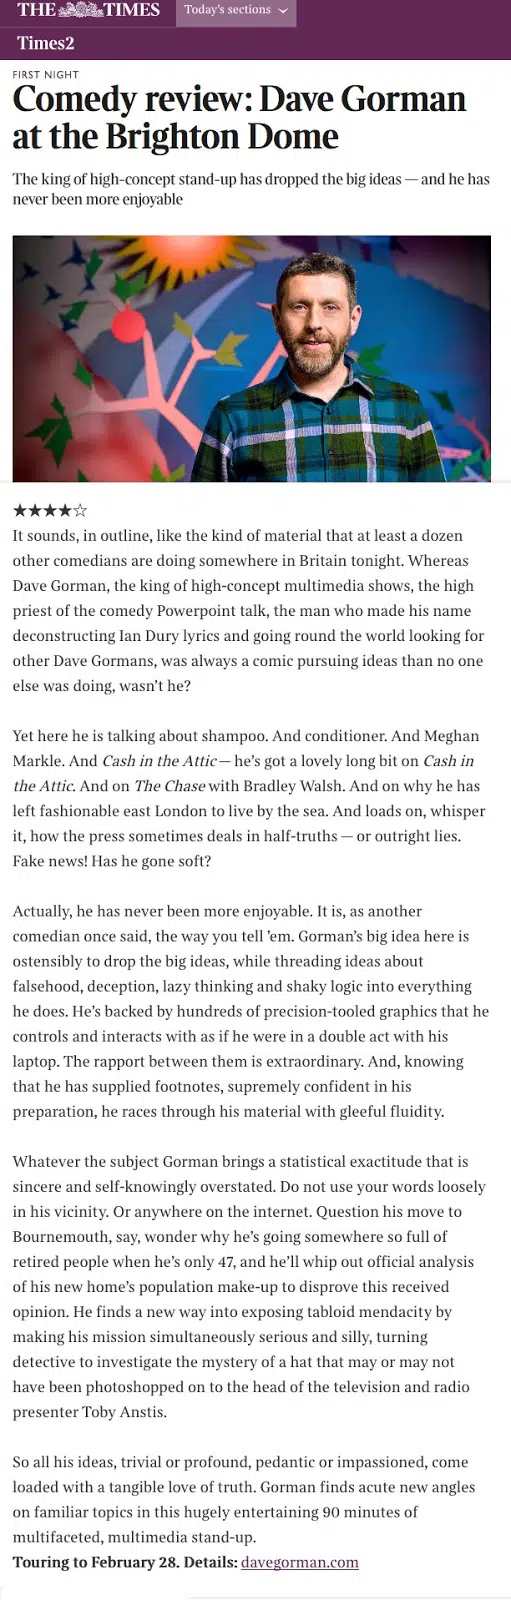 THE TIMES
Today's sections
Times2
FIRST NIGHT
Comedy review: Dave Gorman
at the Brighton Dome
The king of high-concept stand-up has dropped the big ideas — and he has
never been more enjoyable
★★★★☆
It sounds, in outline, like the kind of material that at least a dozen
other comedians are doing somewhere in Britain tonight. Whereas
Dave Gorman, the king of high-concept multimedia shows, the high
priest of the comedy Powerpoint talk, the man who made his name
deconstructing Ian Dury lyrics and going round the world looking for
other Dave Gormans, was always a comic pursuing ideas than no one
else was doing, wasn't he?
Yet here he is talking about shampoo. And conditioner. And Meghan
Markle. And Cash in the Attic — he's got a lovely long bit on Cash in
the Attic. And on The Chase with Bradley Walsh. And on why he has
left fashionable east London to live by the sea. And loads on, whisper
it, how the press sometimes deals in half-truths — or outright lies.
Fake news! Has he gone soft?
Actually, he has never been more enjoyable. It is, as another
comedian once said, the way you tell 'em. Gorman's big idea here is
ostensibly to drop the big ideas, while threading ideas about
falsehood, deception, lazy thinking and shaky logic into everything
he does. He's backed by hundreds of precision-tooled graphics that he
controls and interacts with as if he were in a double act with his
laptop. The rapport between them is extraordinary. And, knowing
that he has supplied footnotes, supremely confident in his
preparation, he races through his material with gleeful fluidity.
Whatever the subject Gorman brings a statistical exactitude that is
sincere and self-knowingly overstated. Do not use your words loosely
in his vicinity. Or anywhere on the internet. Question his move to
Bournemouth, say, wonder why he's going somewhere so full of
retired people when he's only 47, and he'll whip out official analysis
of his new home's population make-up to disprove this received
opinion. He finds a new way into exposing tabloid mendacity by
making his mission simultaneously serious and silly, turning
detective to investigate the mystery of a hat that may or may not
have been photoshopped on to the head of the television and radio
presenter Toby Anstis.
So all his ideas, trivial or profound, pedantic or impassioned, come
loaded with a tangible love of truth. Gorman finds acute new angles
on familiar topics in this hugely entertaining 90 minutes of
multifaceted, multimedia stand-up.
Touring to February 28. Details: davegorman.com